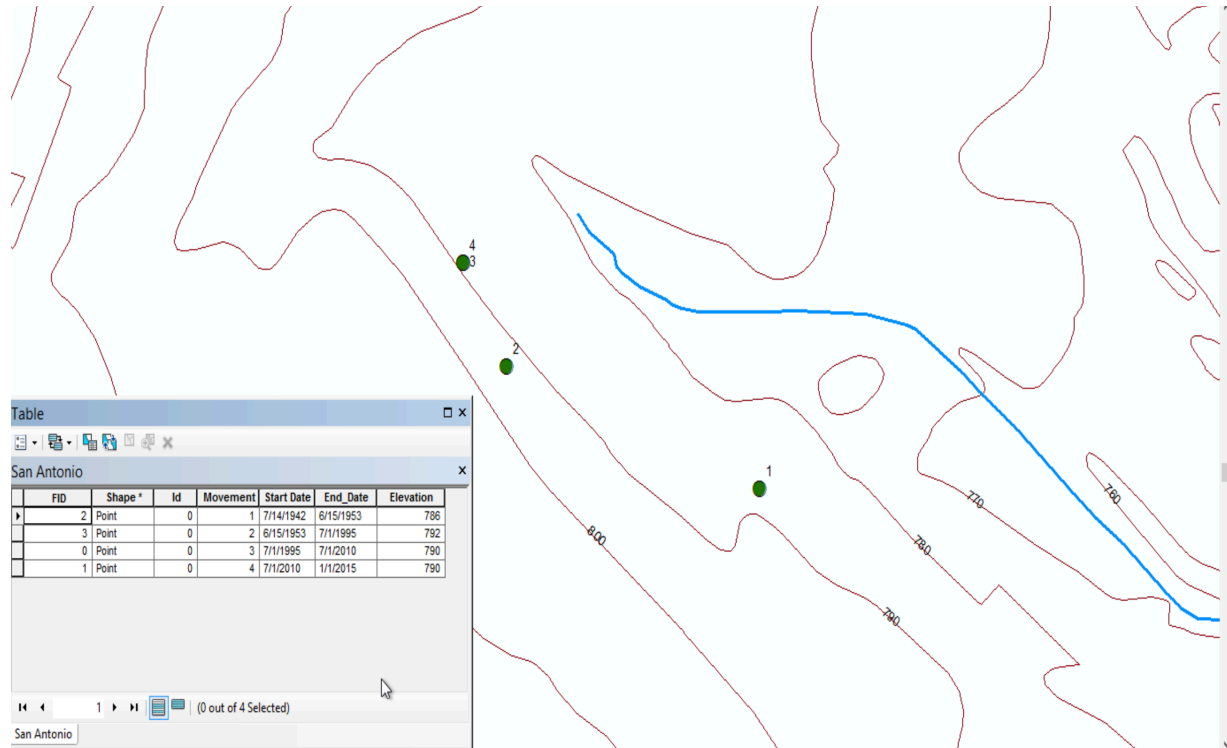 4
3
2
1
800
770
760
780
790
Table
San Antonio
FID Shape * Id Movement Start Date End_Date Elevation
2 Point 0 1 7/14/1942 6/15/1953 786
3 Point 0 2 6/15/1953 7/1/1995 792
0 Point 0 3 7/1/1995 7/1/2010 790
1 Point 0 4 7/1/2010 1/1/2015 790
1 (0 out of 4 Selected)
San Antonio